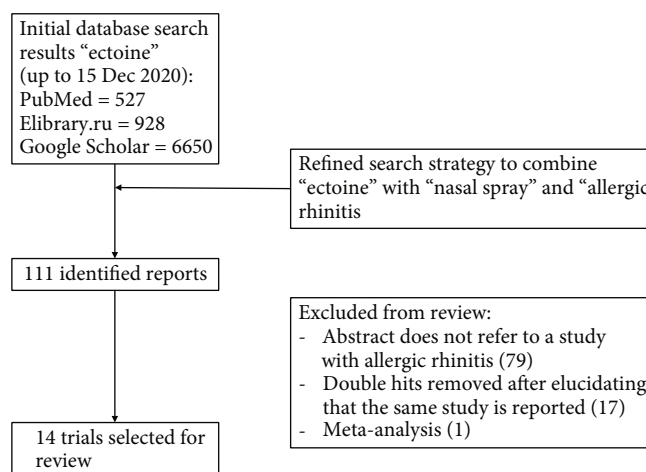 Initial database search
results “ectoine”
(up to 15 Dec 2020):
PubMed = 527
Elibrary.ru = 928
Google Scholar = 6650
Refined search strategy to combine
“ectoine” with “nasal spray” and “allergic
rhinitis
111 identified reports
Excluded from review:
- Abstract does not refer to a study
with allergic rhinitis (79)
- Double hits removed after elucidating
that the same study is reported (17)
- Meta-analysis (1)
14 trials selected for
review